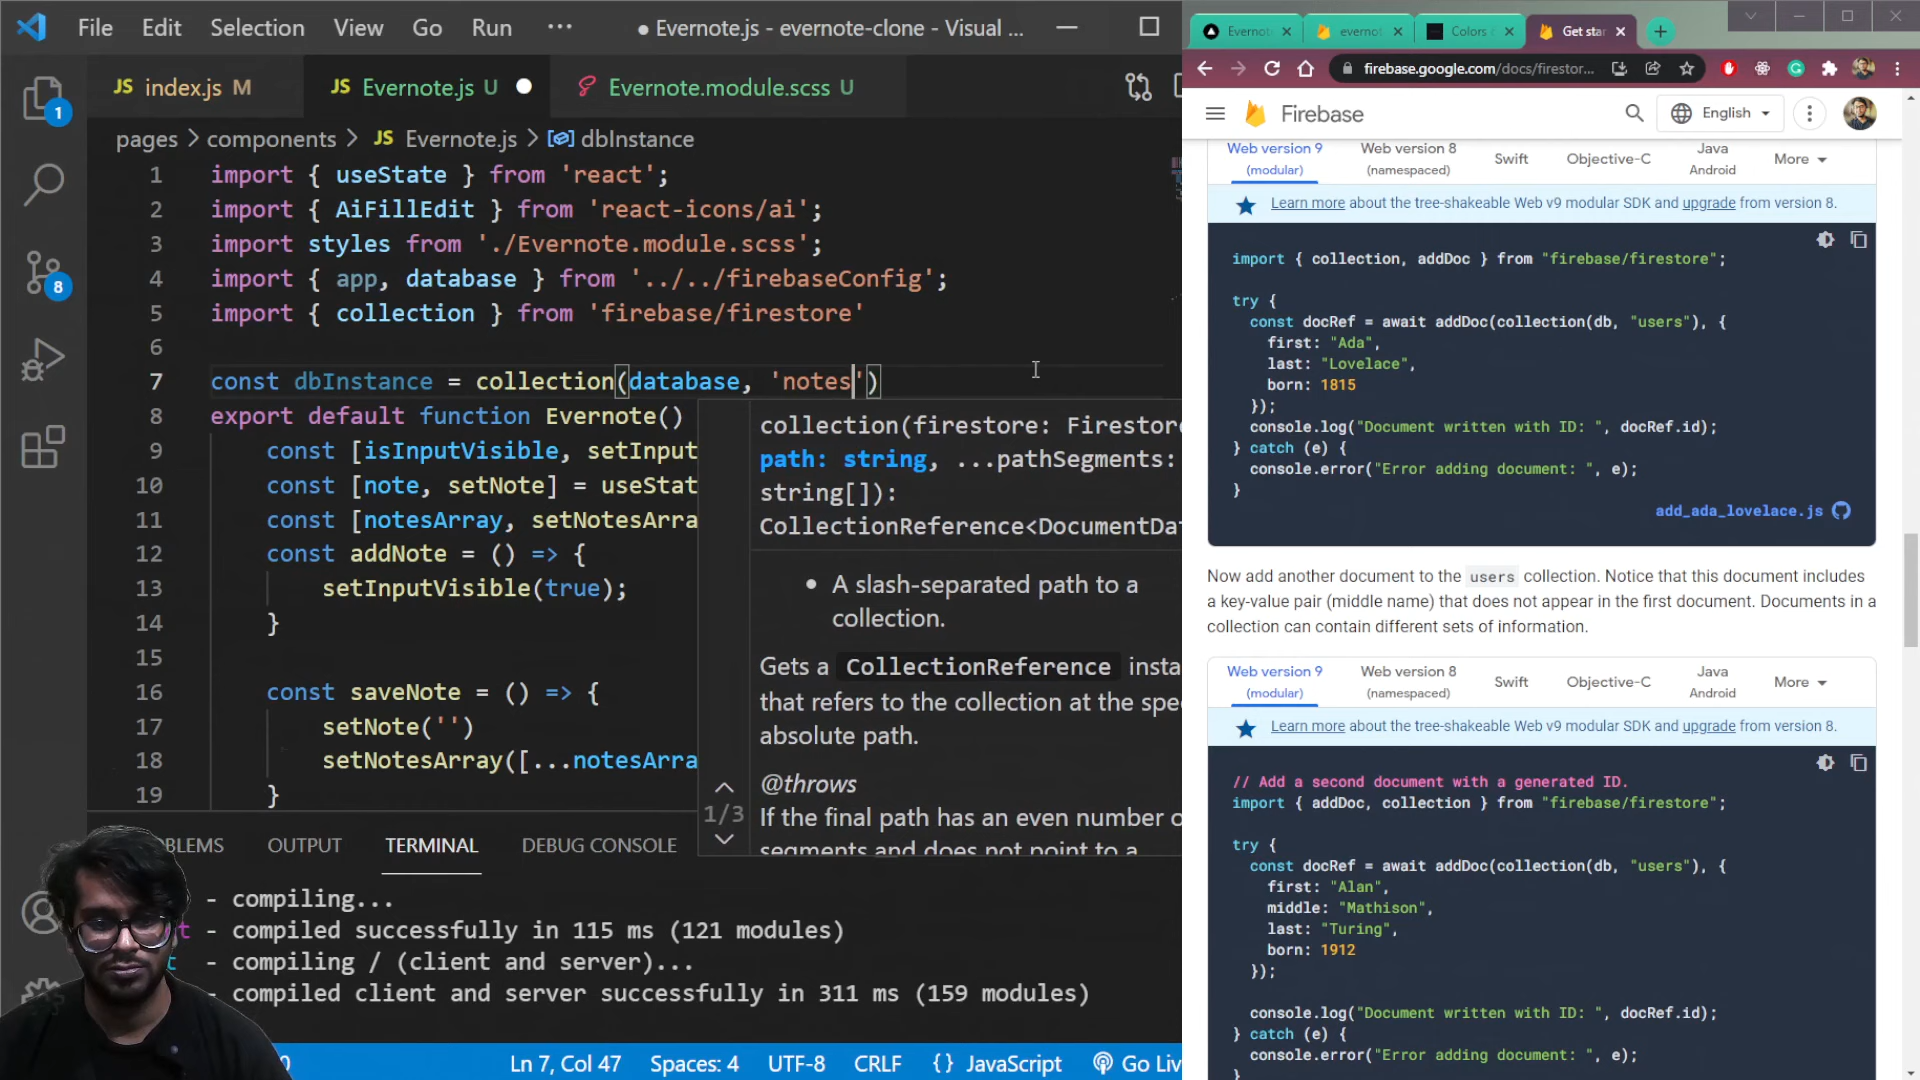 File Edit Selection View Go Run ···
● Evernote.js - evernote-clone - Visual ...
JS index.js M
JS Evernote.js U
Evernote.module.scss U
pages > components > JS Evernote.js > dbInstance
1 import { useState } from 'react';
2 import { AiFillEdit } from 'react-icons/ai';
3 import styles from './Evernote.module.scss';
4 import { app, database } from '../../firebaseConfig';
5 import { collection } from 'firebase/firestore'
6
7 const dbInstance = collection(database, 'notes')
8 export default function Evernote()
9 const [isInputVisible, setInput
10 const [note, setNote] = useStat
11 const [notesArray, setNotesArra
12 const addNote = () => {
13 setInputVisible(true);
14 }
15
16 const saveNote = () => {
17 setNote('')
18 setNotesArray([...notesArra
19 }
collection(firestore: Firestore
path: string, ...pathSegments:
string[]):
CollectionReference<DocumentDat
• A slash-separated path to a
collection.
Gets a CollectionReference insta
that refers to the collection at the spe
absolute path.
@throws
1/3
If the final path has an even number o
segments and does not point to a
BLEMS OUTPUT TERMINAL DEBUG CONSOLE
- compiling...
t - compiled successfully in 115 ms (121 modules)
t - compiling / (client and server)...
- compiled client and server successfully in 311 ms (159 modules)
1
8
0 Ln 7, Col 47 Spaces: 4 UTF-8 CRLF {} JavaScript Go Liv
Evernot evernot Colors Get star
firebase.google.com/docs/firestor...
Firebase
English
Web version 9 (modular) Web version 8 (namespaced) Swift Objective-C Java Android More
Learn more about the tree-shakeable Web v9 modular SDK and upgrade from version 8.
import { collection, addDoc } from "firebase/firestore";
try {
const docRef = await addDoc(collection(db, "users"), {
first: "Ada",
last: "Lovelace",
born: 1815
});
console.log("Document written with ID: ", docRef.id);
} catch (e) {
console.error("Error adding document: ", e);
}
add_ada_lovelace.js
Now add another document to the users collection. Notice that this document includes
a key-value pair (middle name) that does not appear in the first document. Documents in a
collection can contain different sets of information.
Web version 9 (modular) Web version 8 (namespaced) Swift Objective-C Java Android More
Learn more about the tree-shakeable Web v9 modular SDK and upgrade from version 8.
// Add a second document with a generated ID.
import { addDoc, collection } from "firebase/firestore";
try {
const docRef = await addDoc(collection(db, "users"), {
first: "Alan",
middle: "Mathison",
last: "Turing",
born: 1912
});
console.log("Document written with ID: ", docRef.id);
} catch (e) {
console.error("Error adding document: ", e);
}